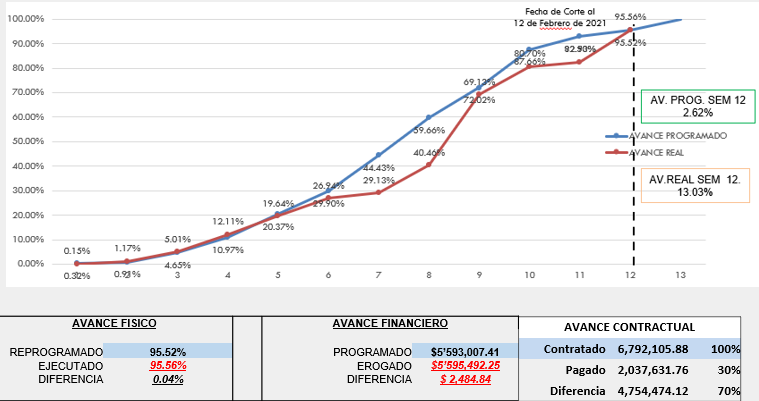 Fecha de Corte al
12 de Febrero de 2021
100.00%
90.00%
80.00%
70.00%
60.00%
50.00%
40.00%
30.00%
20.00%
10.00%
0.00%
0.15%
1.17%
5.01%
12.11%
19.64%
26.94%
29.13%
40.46%
69.13%
80.70%
82.50%
95.56%
0.32%
0.91%
4.65%
10.97%
20.37%
29.90%
44.43%
59.66%
72.02%
87.66%
95.52%
1 2 3 4 5 6 7 8 9 10 11 12 13
AV. PROG. SEM 12
2.62%
AVANCE PROGRAMADO
AVANCE REAL
AV.REAL SEM 12.
13.03%
AVANCE FISICO
REPROGRAMADO 95.52%
EJECUTADO 95.56%
DIFERENCIA 0.04%
AVANCE FINANCIERO
PROGRAMADO $5'593,007.41
EROGADO $5'595,492.25
DIFERENCIA $ 2,484.84
AVANCE CONTRACTUAL
Contratado 6,792,105.88 100%
Pagado 2,037,631.76 30%
Diferencia 4,754,474.12 70%